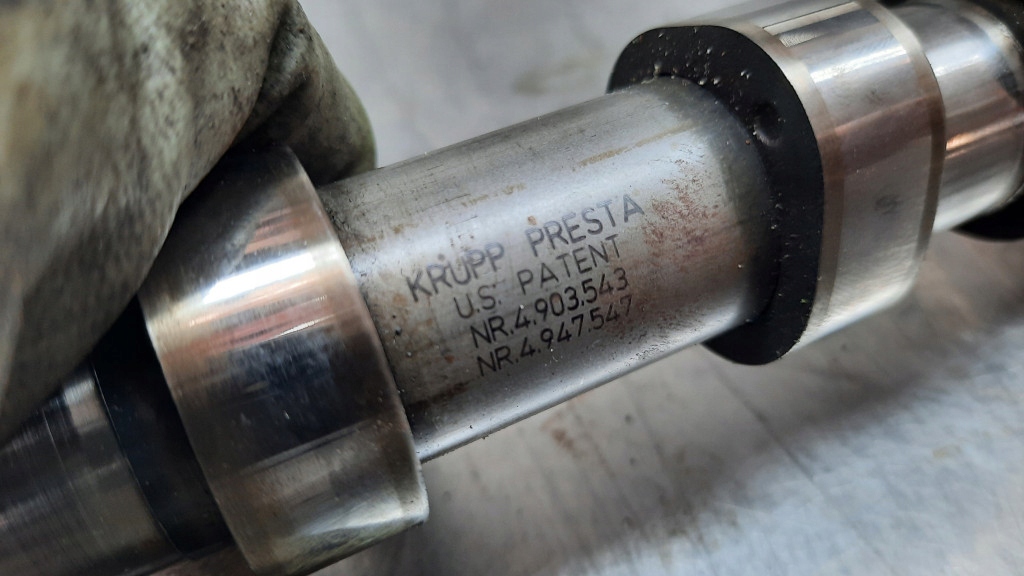 KRUPP PRESTA
U.S. PATENT
NR.4.903.543
NR.4.947.547